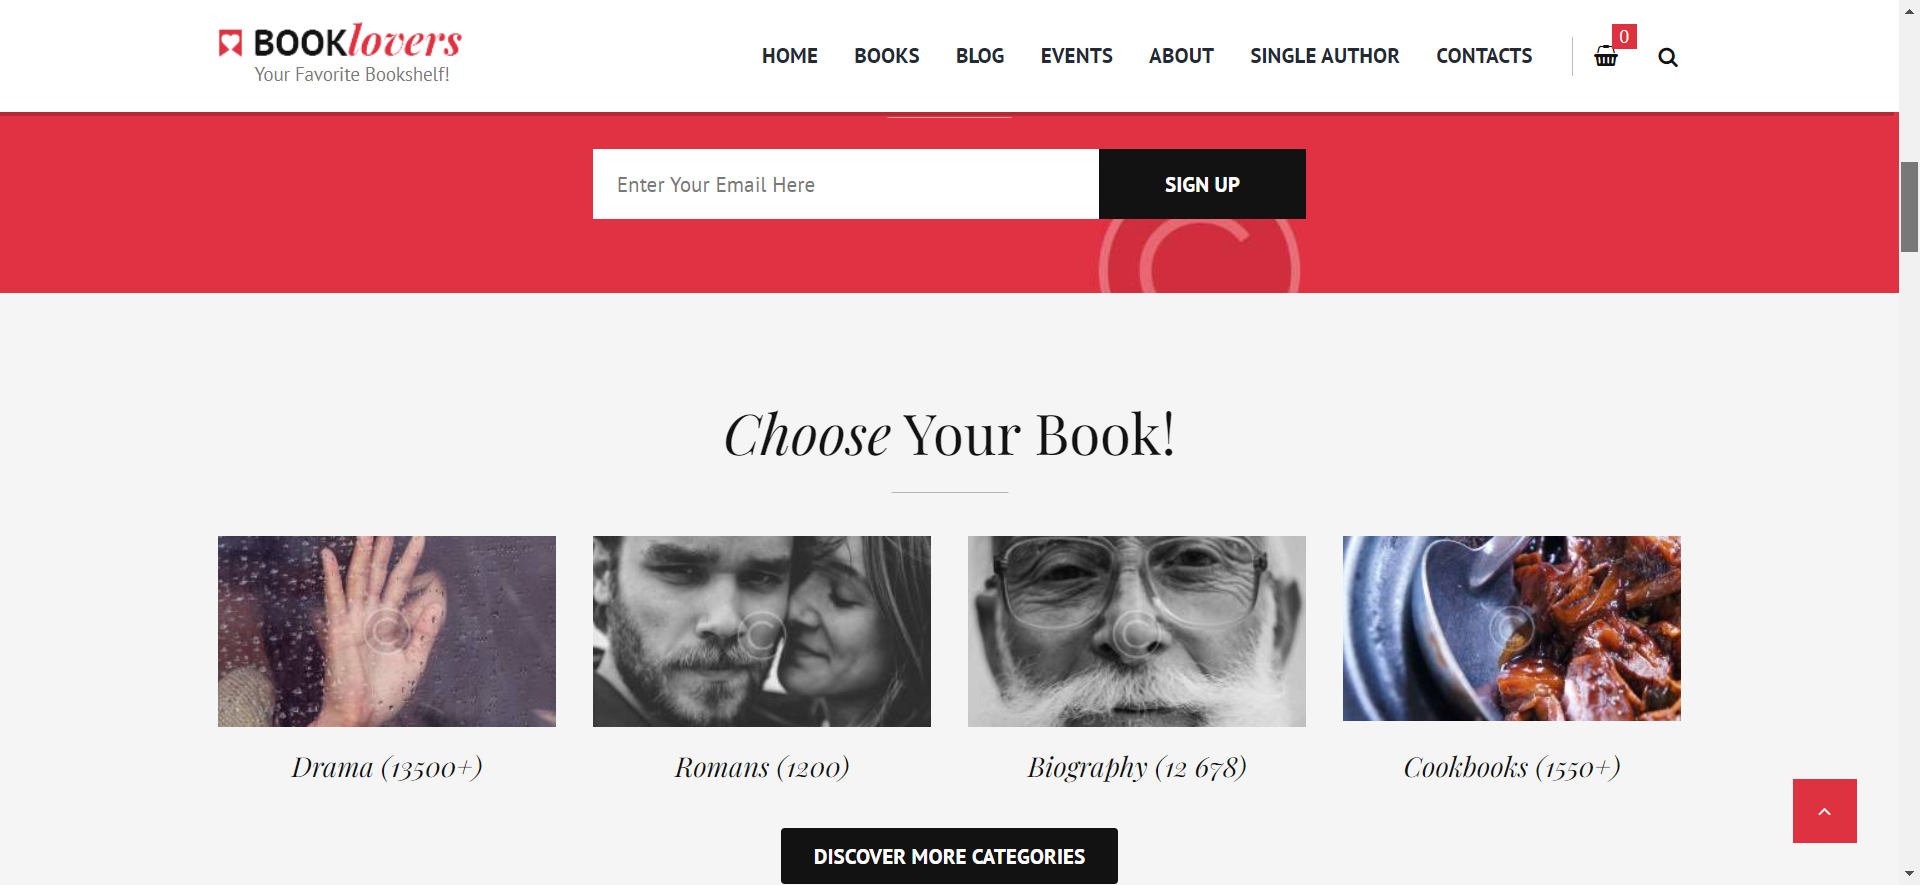 BOOKlovers
Your Favorite Bookshelf!
HOME BOOKS BLOG EVENTS ABOUT SINGLE AUTHOR CONTACTS
0
Enter Your Email Here
SIGN UP
Choose Your Book!
Drama (13500+)
Romans (1200)
Biography (12 678)
Cookbooks (1550+)
DISCOVER MORE CATEGORIES